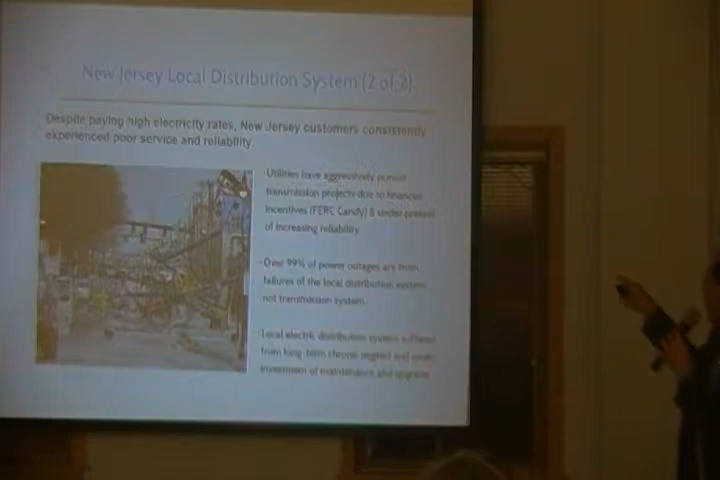 New Jersey Local Distribution System (2 of 2)
Despite paying high electricity rates, New Jersey customers consistently
experienced poor service and reliability.
Utilities have aggressively pursued
transmission projects due to financial
incentives (FERC Candy) & under pretext
of increasing reliability.
Over 99% of power outages are from
failures of the local distribution system
not transmission system.
Local electric distribution system suffered
from long-term chronic neglect and under
investment of maintenance and upgrade